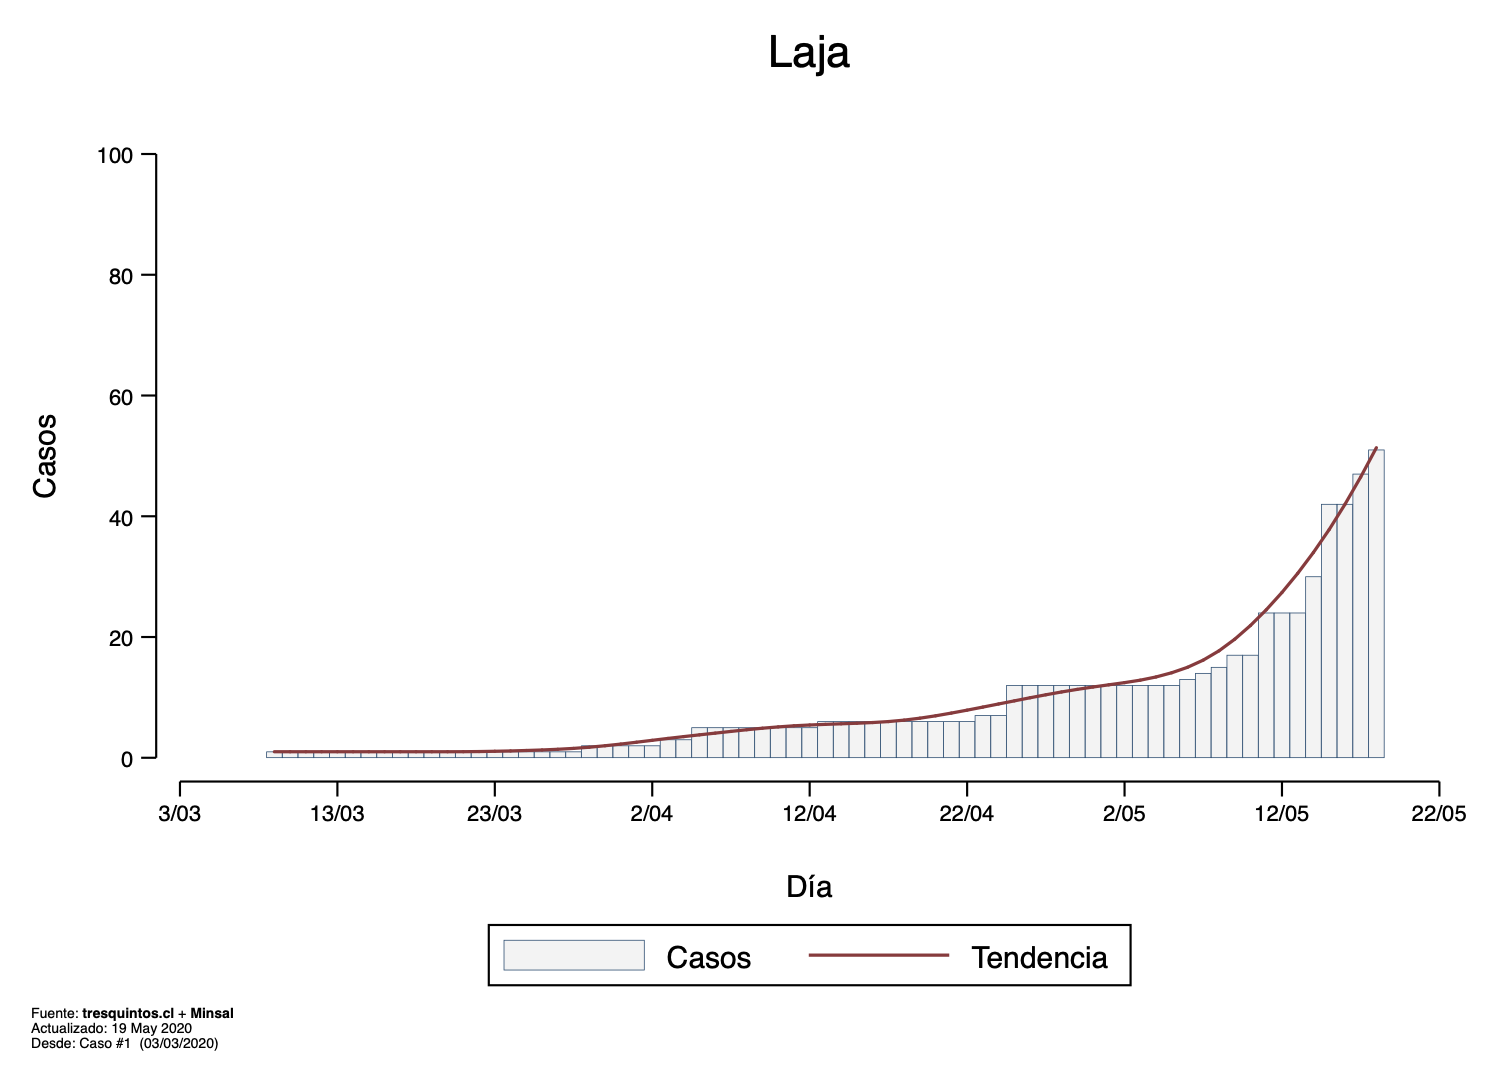 Laja
100
80
60
40
20
0
Casos
3/03 13/03 23/03 2/04 12/04 22/04 2/05 12/05 22/05
Día
Casos Tendencia
Fuente: tresquintos.cl + Minsal
Actualizado: 19 May 2020
Desde: Caso #1 (03/03/2020)